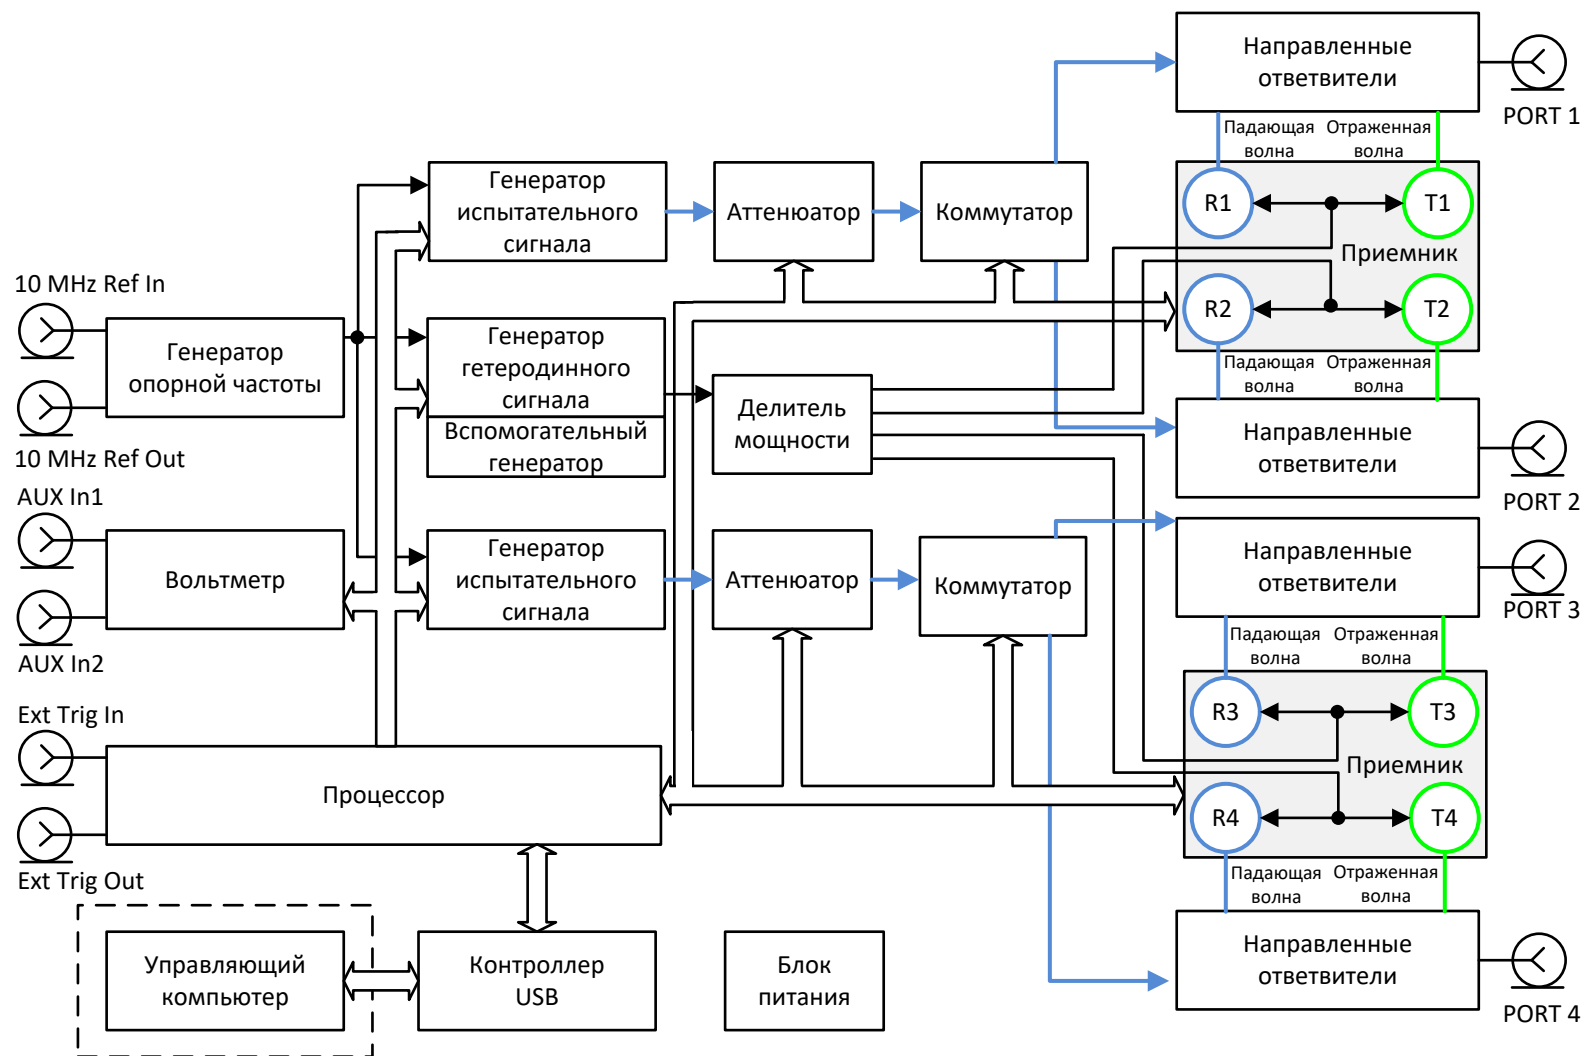 Направленные
ответвители
PORT 1
Падающая
волна
Отраженная
волна
Генератор
испытательного
сигнала
Аттенюатор
Коммутатор
R1
T1
Приемник
R2
T2
10 MHz Ref In
Генератор
опорной частоты
10 MHz Ref Out
Генератор
гетеродинного
сигнала
Вспомогательный
генератор
Делитель
мощности
Падающая
волна
Отраженная
волна
Направленные
ответвители
PORT 2
AUX In1
Вольтметр
AUX In2
Генератор
испытательного
сигнала
Аттенюатор
Коммутатор
Направленные
ответвители
PORT 3
Падающая
волна
Отраженная
волна
R3
T3
Приемник
R4
T4
Ext Trig In
Процессор
Ext Trig Out
Падающая
волна
Отраженная
волна
Управляющий
компьютер
Контроллер
USB
Блок
питания
Направленные
ответвители
PORT 4